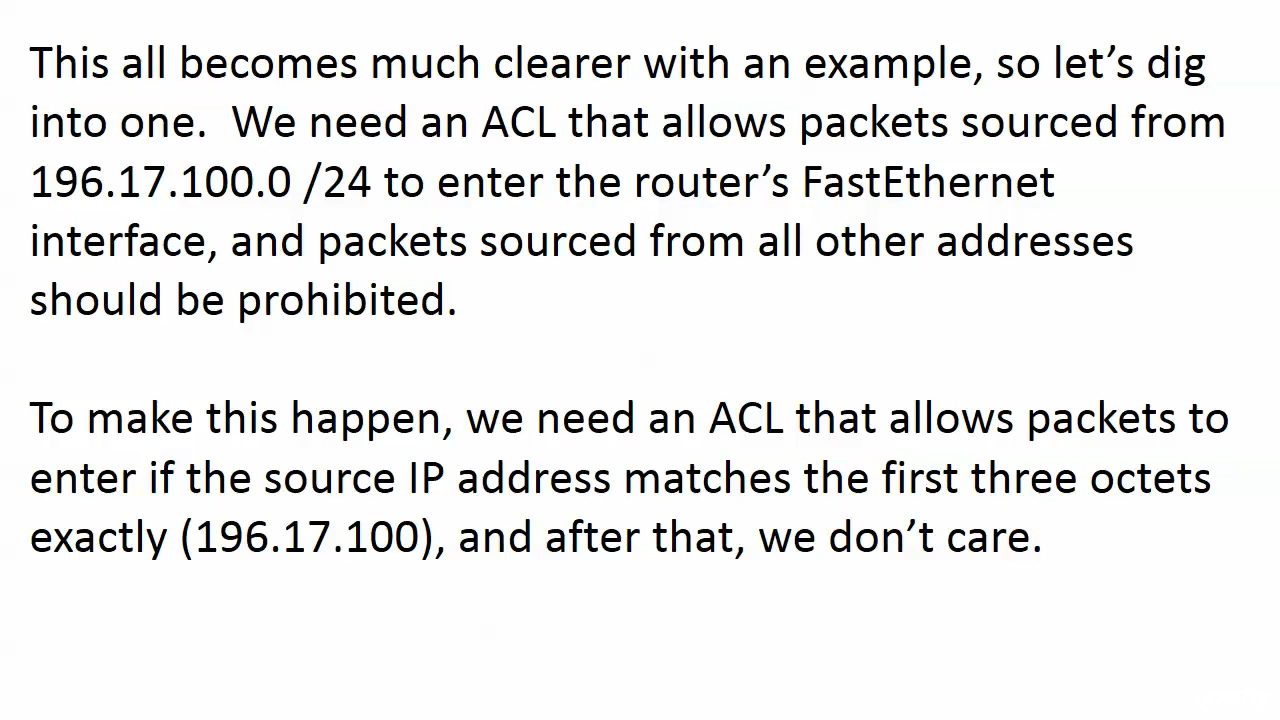 This all becomes much clearer with an example, so let’s dig
into one.  We need an ACL that allows packets sourced from
196.17.100.0 /24 to enter the router’s FastEthernet
interface, and packets sourced from all other addresses
should be prohibited.
To make this happen, we need an ACL that allows packets to
enter if the source IP address matches the first three octets
exactly (196.17.100), and after that, we don’t care.